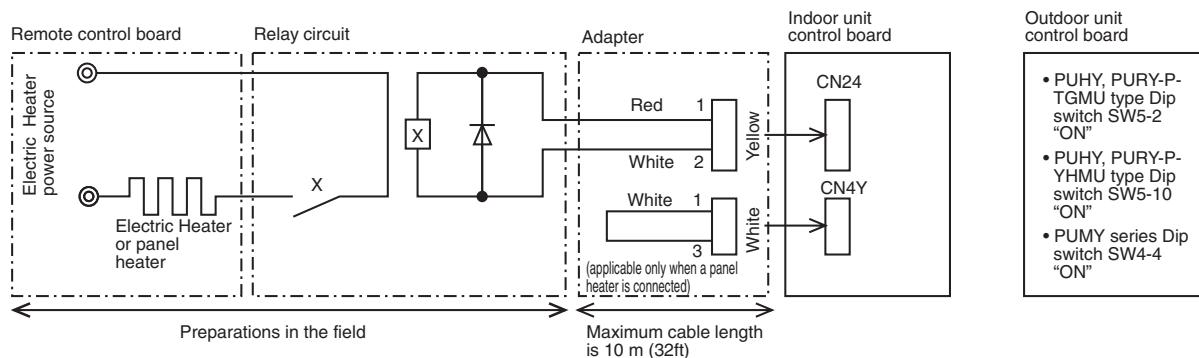 Remote control board
Relay circuit
Adapter
Indoor unit
control board
Outdoor unit
control board
Electric Heater
power source
Electric Heater
or panel
heater
X
X
Red
1
White
2
Yellow
White
1
3
White
(applicable only when a panel
heater is connected)
CN24
CN4Y
• PUHY, PURY-P-
TGMU type Dip
switch SW5-2
“ON”
• PUHY, PURY-P-
YHMU type Dip
switch SW5-10
“ON”
• PUMY series Dip
switch SW4-4
“ON”
Preparations in the field
Maximum cable length
is 10 m (32ft)